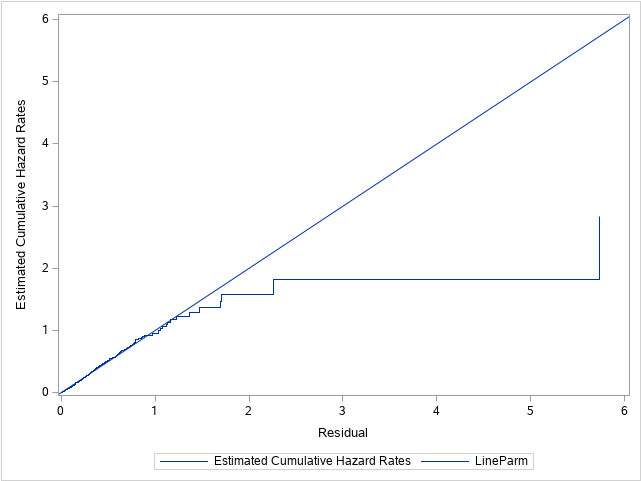 Estimated Cumulative Hazard Rates
6
5
4
3
2
1
0
0 1 2 3 4 5 6
Residual
Estimated Cumulative Hazard Rates LineParm